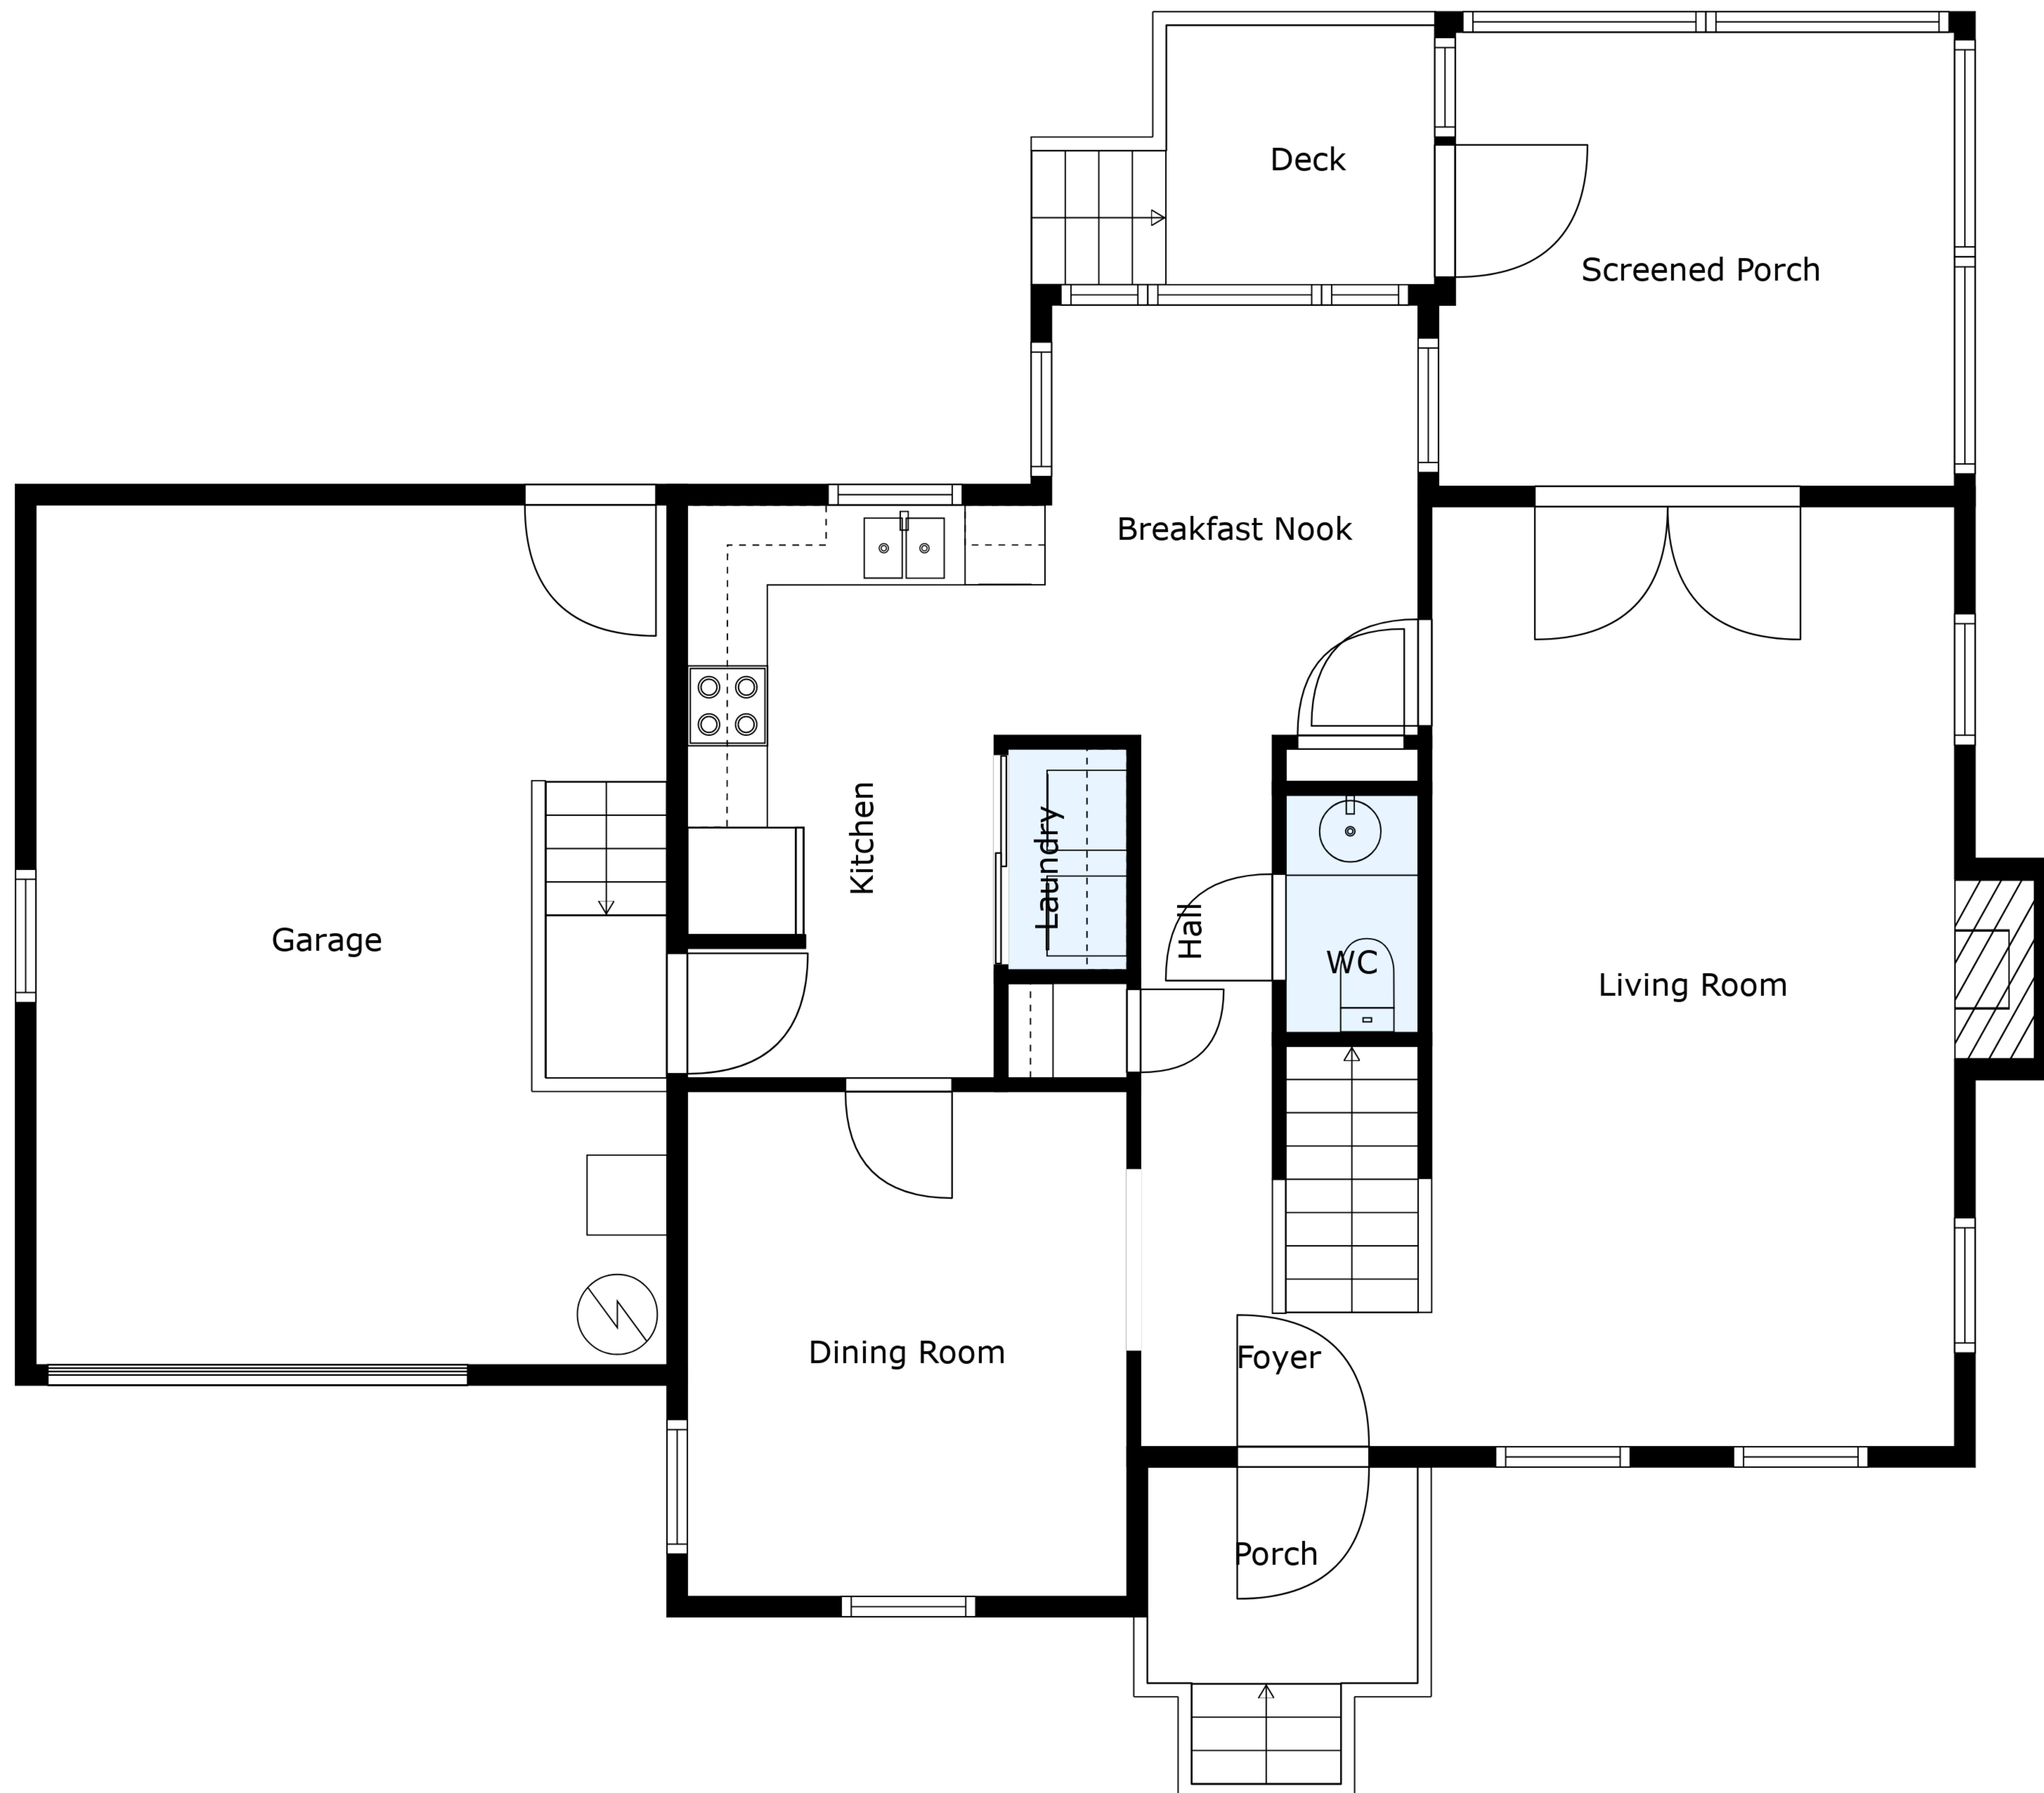 Deck
Screened Porch
Breakfast Nook
Kitchen
Laundry
Hall
Garage
WC
Living Room
Dining Room
Foyer
Porch